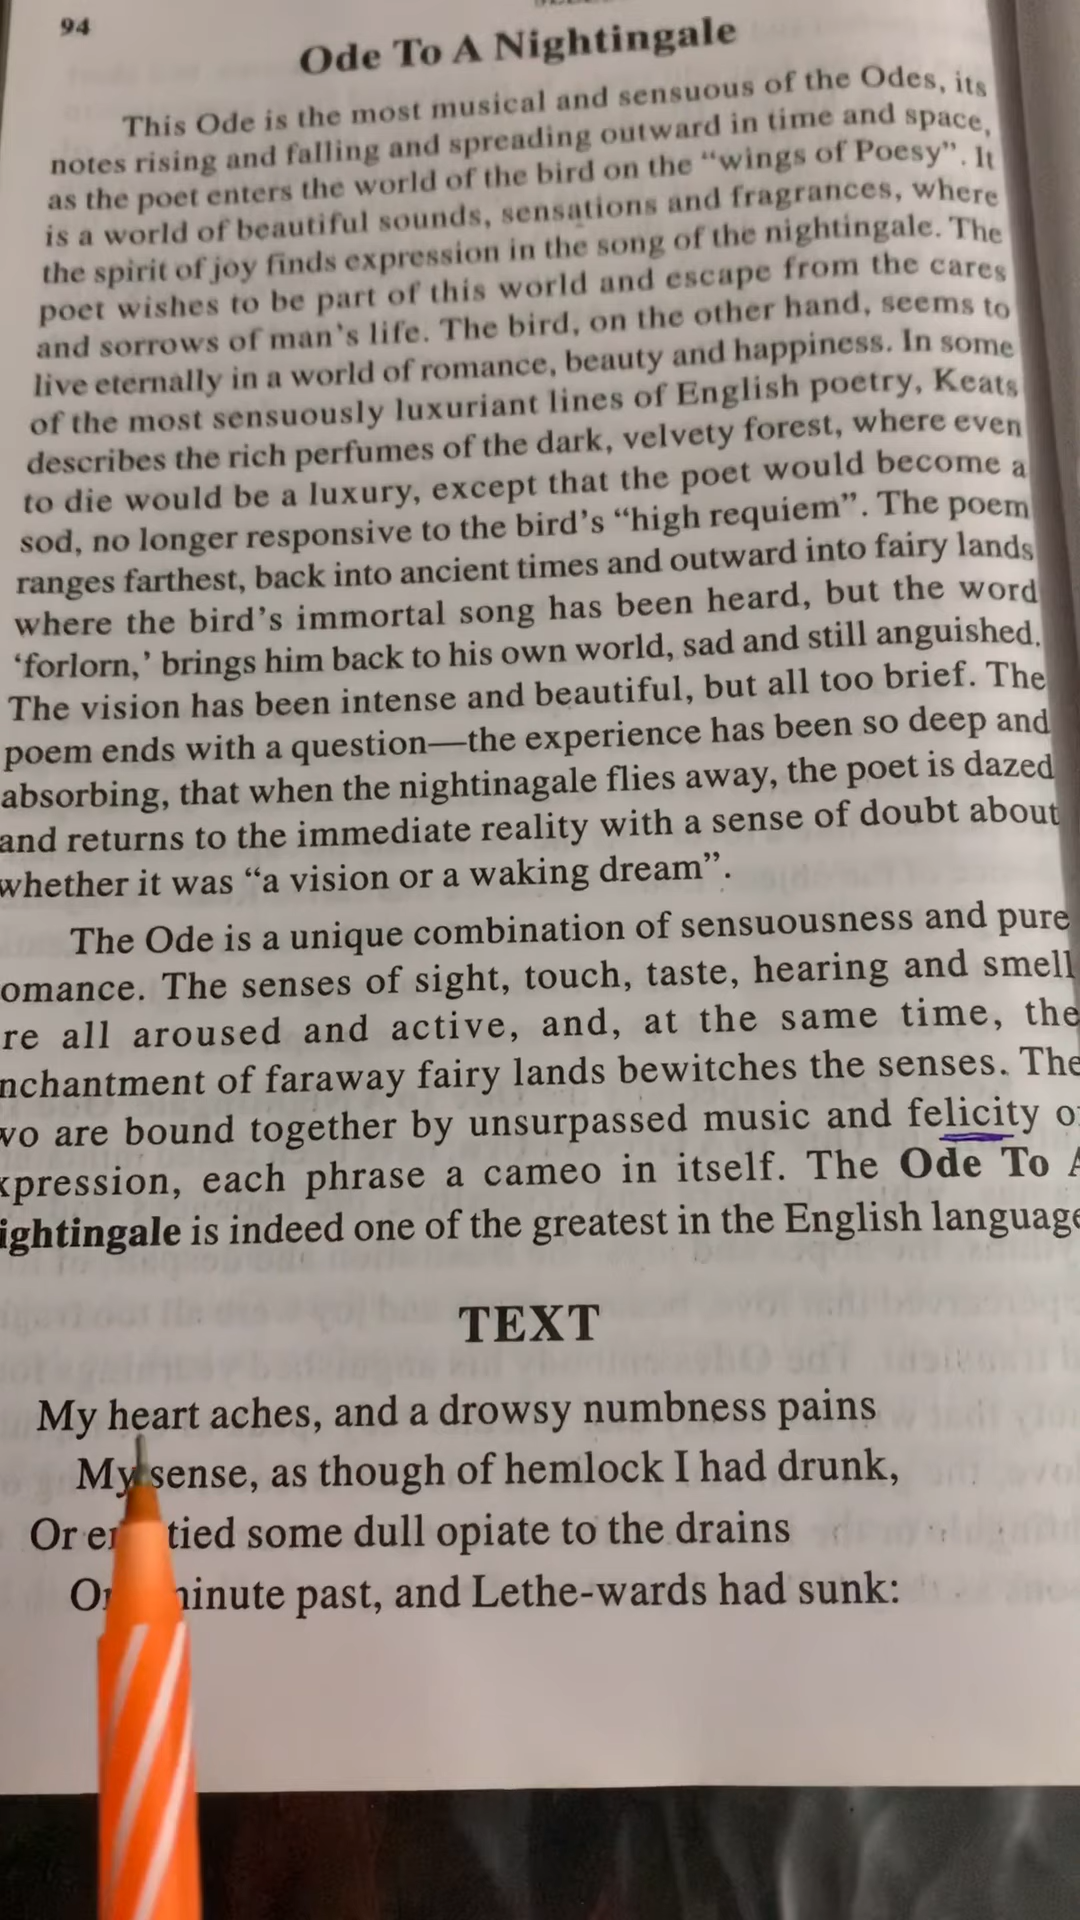 94
Ode To A Nightingale
This Ode is the most musical and sensuous of the Odes, its
notes rising and falling and spreading outward in time and space,
as the poet enters the world of the bird on the “wings of Poesy”. It
is a world of beautiful sounds, sensations and fragrances, where
the spirit of joy finds expression in the song of the nightingale. The
poet wishes to be part of this world and escape from the cares
and sorrows of man’s life. The bird, on the other hand, seems to
live eternally in a world of romance, beauty and happiness. In some
of the most sensuously luxuriant lines of English poetry, Keats
describes the rich perfumes of the dark, velvety forest, where even
to die would be a luxury, except that the poet would become a
sod, no longer responsive to the bird’s “high requiem”. The poem
ranges farthest, back into ancient times and outward into fairy lands
where the bird’s immortal song has been heard, but the word
‘forlorn,’ brings him back to his own world, sad and still anguished.
The vision has been intense and beautiful, but all too brief. The
poem ends with a question—the experience has been so deep and
absorbing, that when the nightinagale flies away, the poet is dazed
and returns to the immediate reality with a sense of doubt about
whether it was “a vision or a waking dream”.
The Ode is a unique combination of sensuousness and pure
omance. The senses of sight, touch, taste, hearing and smell
re all aroused and active, and, at the same time, the
nchantment of faraway fairy lands bewitches the senses. The
wo are bound together by unsurpassed music and felicity o
xpression, each phrase a cameo in itself. The Ode To A
ightingale is indeed one of the greatest in the English language
TEXT
My heart aches, and a drowsy numbness pains
My sense, as though of hemlock I had drunk,
Or tied some dull opiate to the drains
minute past, and Lethe-wards had sunk: